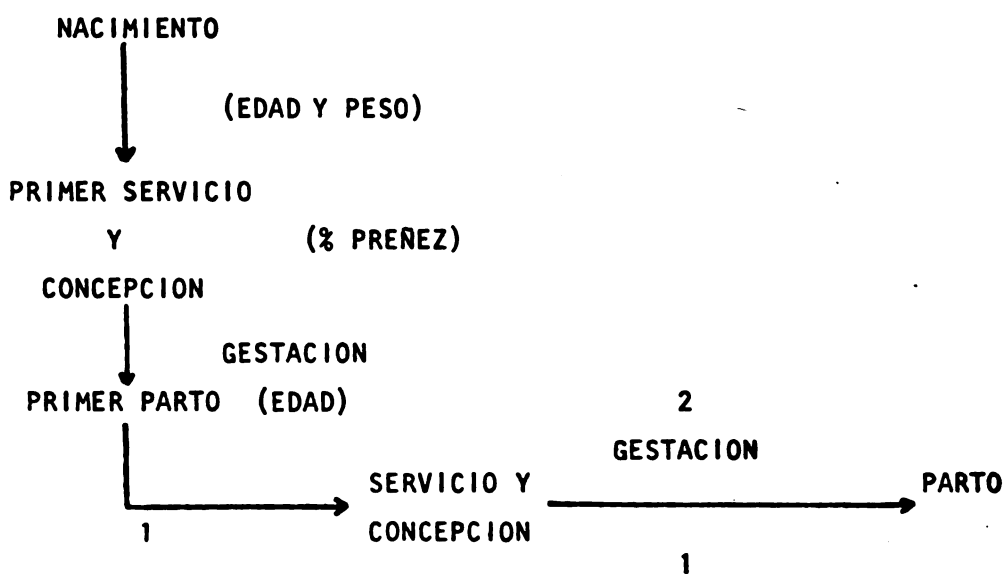 NACIMIENTO
(EDAD Y PESO)
PRIMER SERVICIO
Y (% PREÑEZ)
CONCEPCION
GESTACION
PRIMER PARTO (EDAD)
2
GESTACION
SERVICIO Y
PARTO
1
CONCEPCION
1